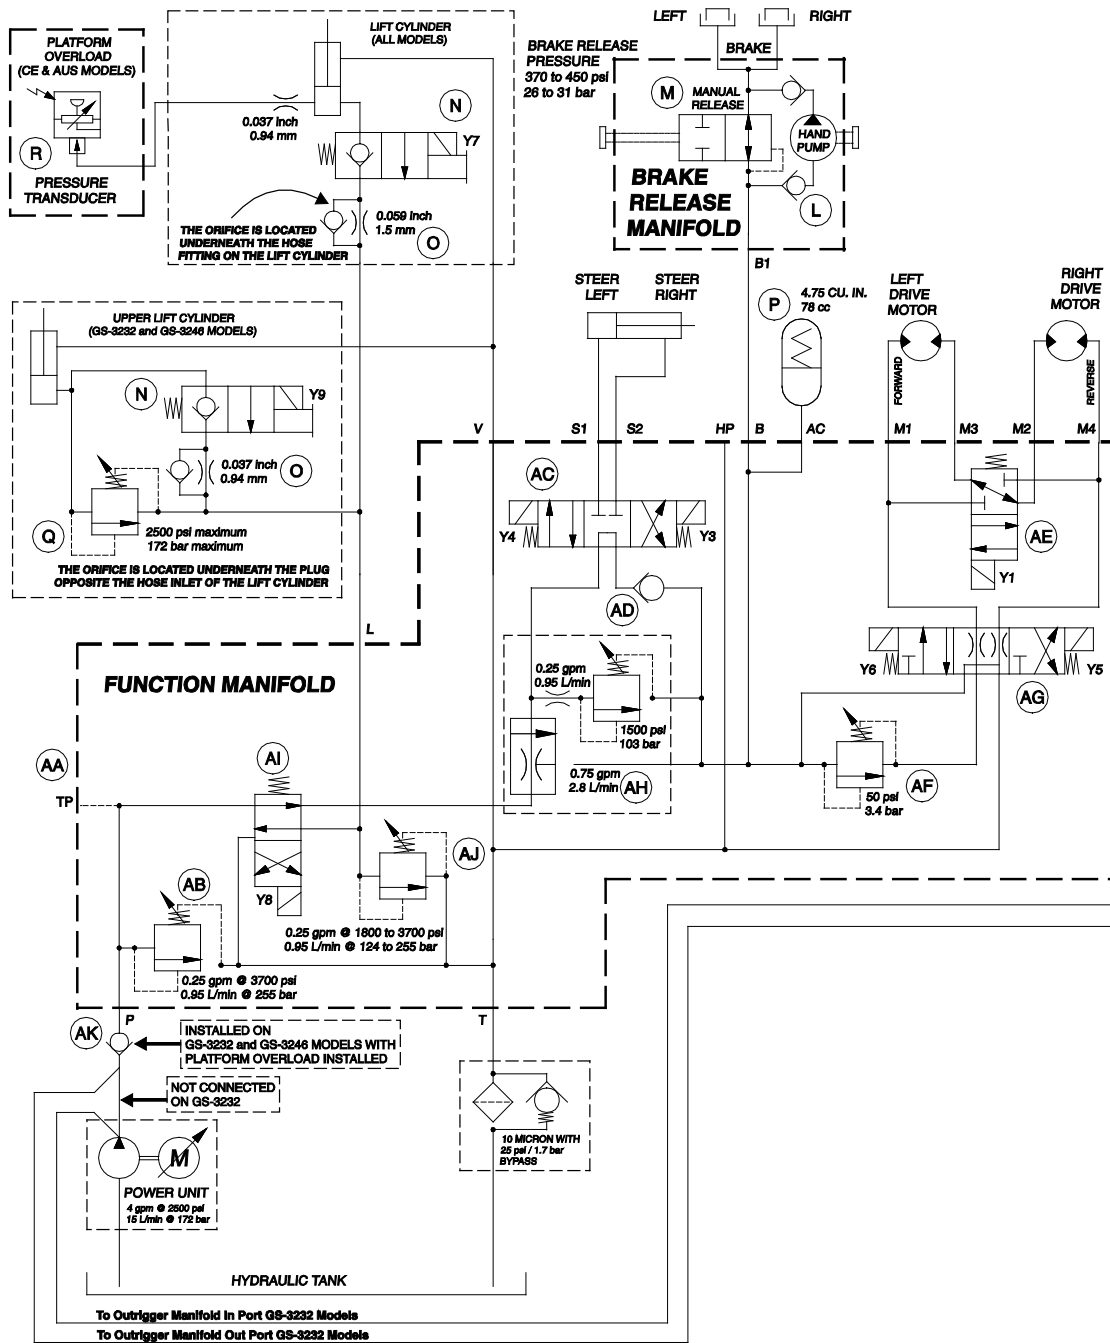 PLATFORM
OVERLOAD
(CE & AUS MODELS)
R
PRESSURE
TRANSDUCER
LIFT CYLINDER
(ALL MODELS)
0.037 inch
0.94 mm
N
Y7
THE ORIFICE IS LOCATED
UNDERNEATH THE HOSE
FITTING ON THE LIFT CYLINDER
0.059 inch
1.5 mm
O
LEFT
RIGHT
BRAKE
BRAKE RELEASE
PRESSURE
370 to 450 psi
26 to 31 bar
M
MANUAL
RELEASE
HAND
PUMP
BRAKE
RELEASE
MANIFOLD
L
B1
UPPER LIFT CYLINDER
(GS-3232 and GS-3246 MODELS)
N
Y9
0.037 inch
0.94 mm
O
Q
2500 psi maximum
172 bar maximum
THE ORIFICE IS LOCATED UNDERNEATH THE PLUG
OPPOSITE THE HOSE INLET OF THE LIFT CYLINDER
STEER
LEFT
STEER
RIGHT
P
4.75 CU. IN.
78 cc
LEFT
DRIVE
MOTOR
RIGHT
DRIVE
MOTOR
FORWARD
REVERSE
V
S1
S2
HP
B
AC
M1
M3
M2
M4
AC
Y4
Y3
AE
Y1
AD
L
FUNCTION MANIFOLD
0.25 gpm
0.95 L/min
1500 psi
103 bar
0.75 gpm
2.8 L/min
AH
Y6
Y5
AG
AF
50 psi
3.4 bar
AA
TP
AI
Y8
AJ
0.25 gpm @ 1800 to 3700 psi
0.95 L/min @ 124 to 255 bar
AB
0.25 gpm @ 3700 psi
0.95 L/min @ 255 bar
P
T
AK
INSTALLED ON
GS-3232 and GS-3246 MODELS WITH
PLATFORM OVERLOAD INSTALLED
NOT CONNECTED
ON GS-3232
M
POWER UNIT
4 gpm @ 2500 psi
15 L/min @ 172 bar
10 MICRON WITH
25 psi / 1.7 bar
BYPASS
HYDRAULIC TANK
To Outrigger Manifold In Port GS-3232 Models
To Outrigger Manifold Out Port GS-3232 Models